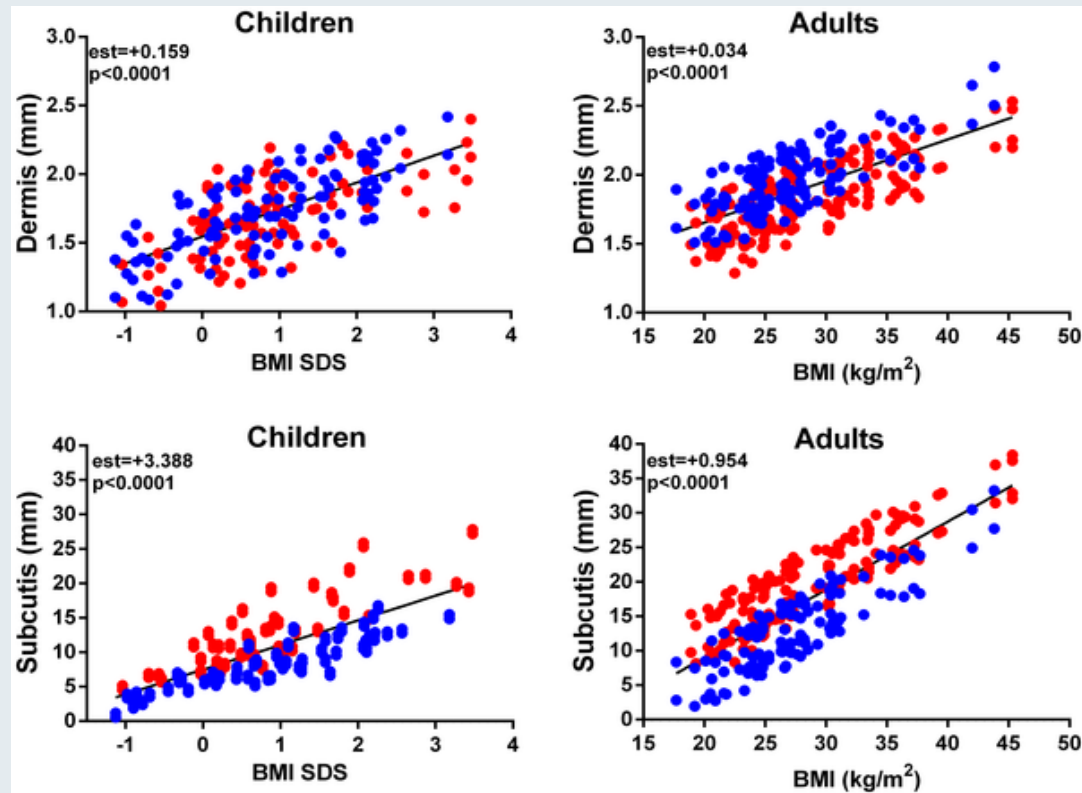 Children
est=+0.159
p<0.0001
Dermis (mm)
3.0
2.5
2.0
1.5
1.0
-1 0 1 2 3 4
BMI SDS
Adults
est=+0.034
p<0.0001
Dermis (mm)
3.0
2.5
2.0
1.5
1.0
15 20 25 30 35 40 45 50
BMI (kg/m²)
Children
est=+3.388
p<0.0001
Subcutis (mm)
40
35
30
25
20
15
10
5
0
-1 0 1 2 3 4
BMI SDS
Adults
est=+0.954
p<0.0001
Subcutis (mm)
40
35
30
25
20
15
10
5
0
15 20 25 30 35 40 45 50
BMI (kg/m²)